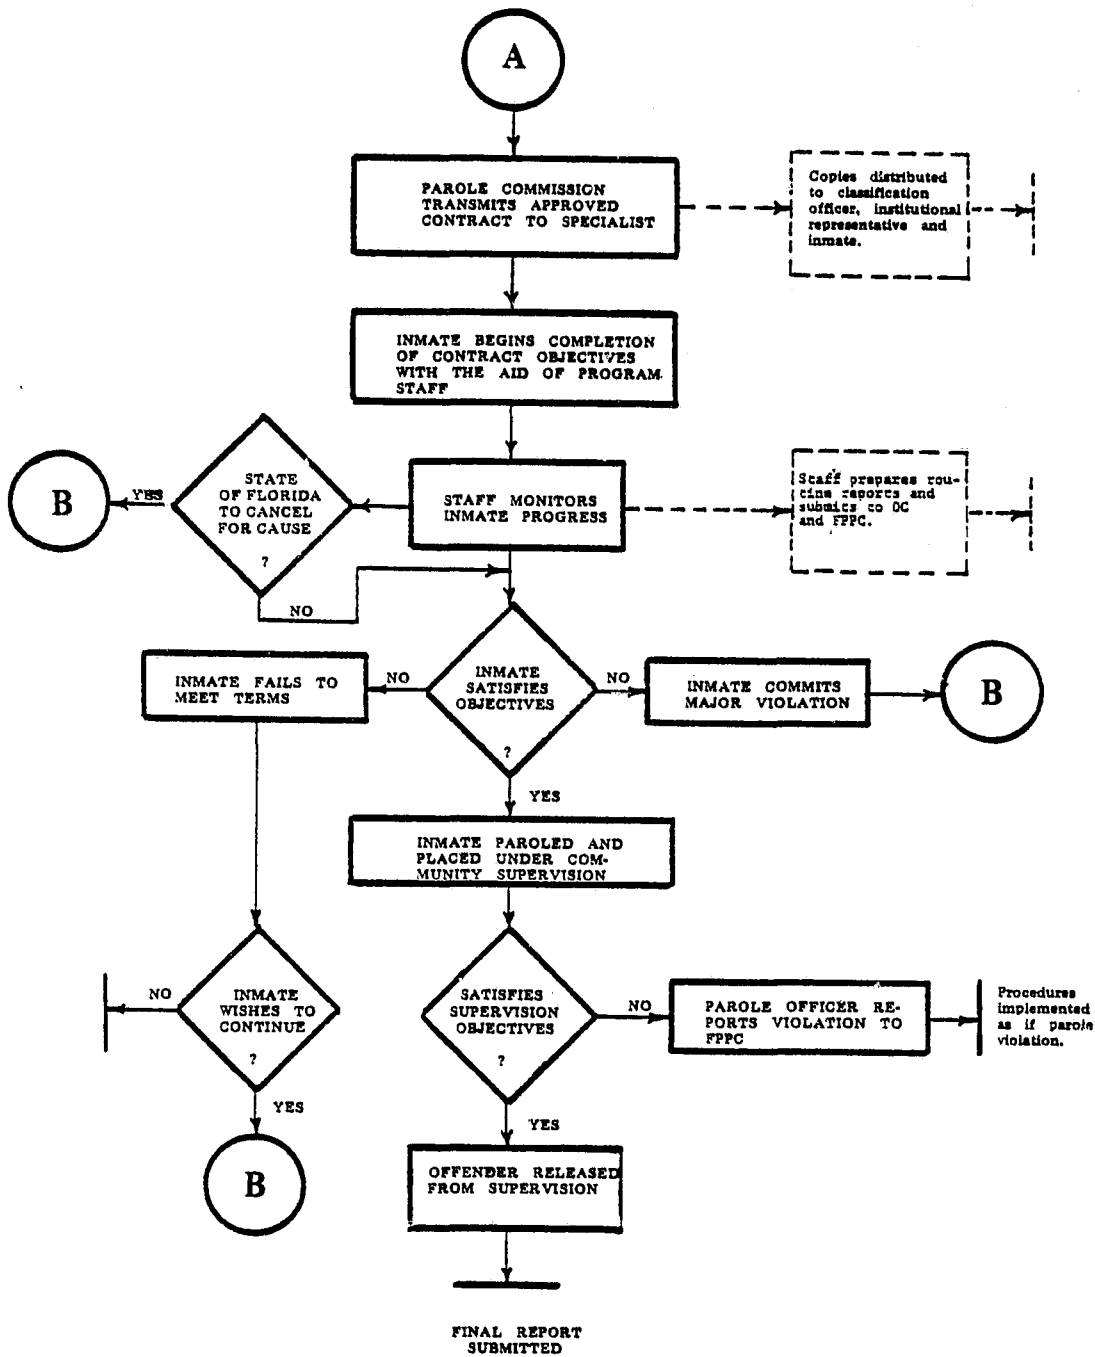 A
PAROLE COMMISSION
TRANSMITS APPROVED
CONTRACT TO SPECIALIST
Copies distributed
to classification
officer, institutional
representative and
inmate.
INMATE BEGINS COMPLETION
OF CONTRACT OBJECTIVES
WITH THE AID OF PROGRAM
STAFF
B
YES
STATE
OF FLORIDA
TO CANCEL
FOR CAUSE
?
STAFF MONITORS
INMATE PROGRESS
Staff prepares rou-
tine reports and
submits to DC
and FPPC.
NO
INMATE FAILS TO
MEET TERMS
NO
INMATE
SATISFIES
OBJECTIVES
?
NO
INMATE COMMITS
MAJOR VIOLATION
B
YES
INMATE PAROLED AND
PLACED UNDER COM-
MUNITY SUPERVISION
NO
INMATE
WISHES TO
CONTINUE
?
SATISFIES
SUPERVISION
OBJECTIVES
?
NO
PAROLE OFFICER RE-
PORTS VIOLATION TO
FPPC
Procedures
implemented
as if parole
violation.
YES
YES
B
OFFENDER RELEASED
FROM SUPERVISION
FINAL REPORT
SUBMITTED